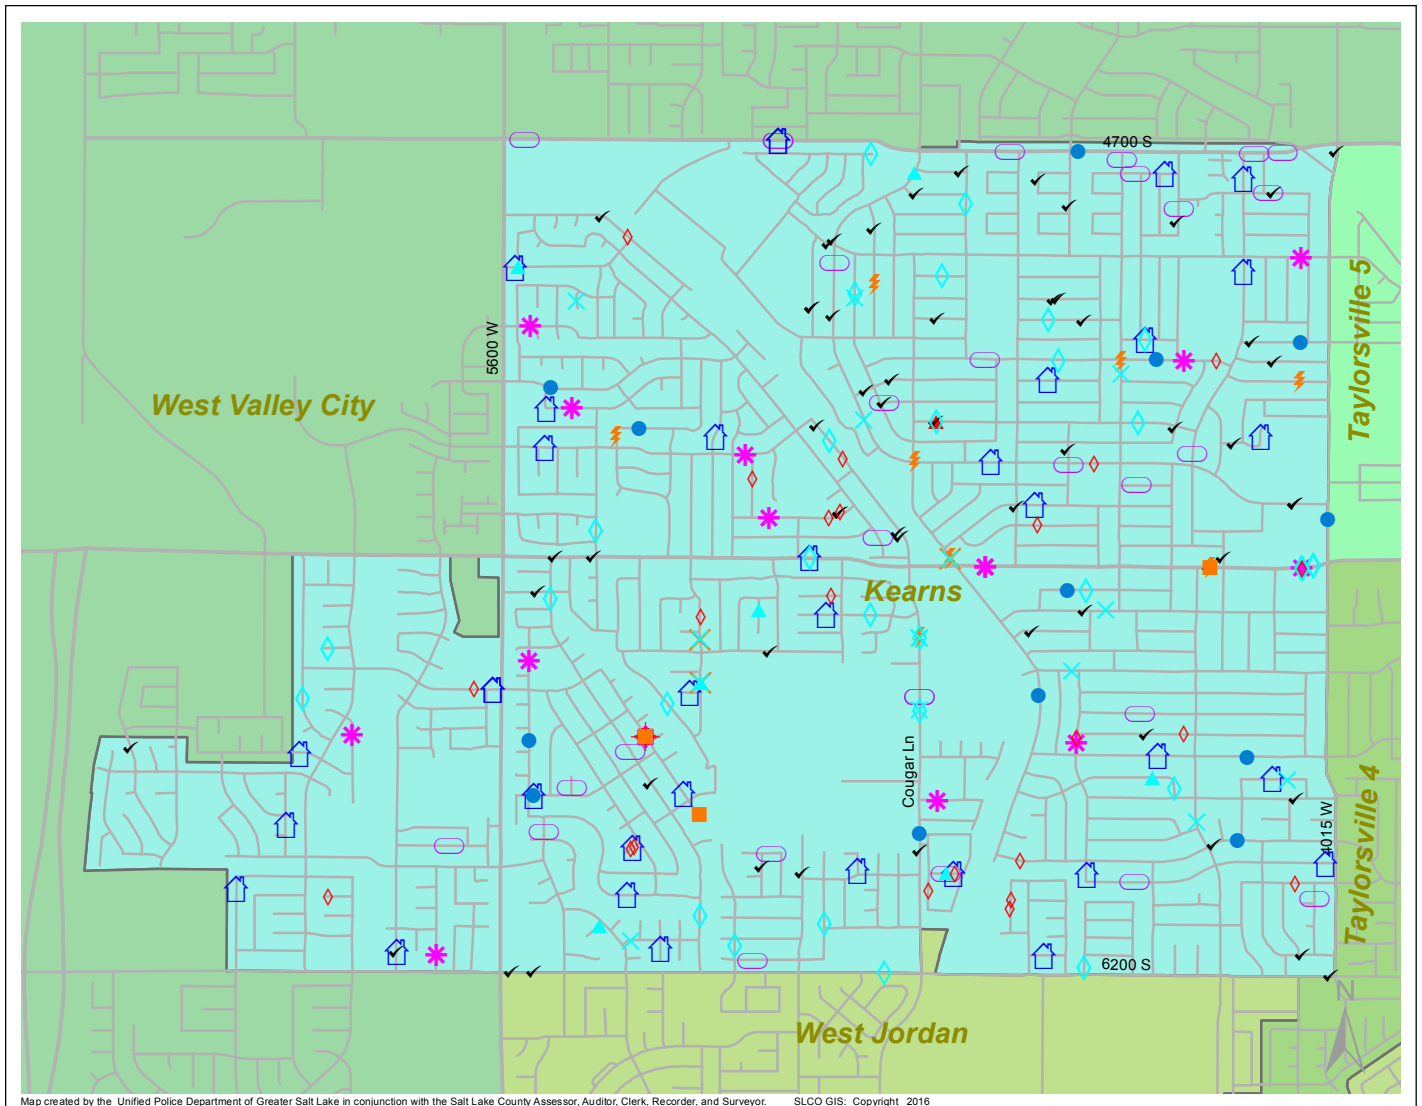 4700 S
Taylorsville 5
5600 W
West Valley City
Kearns
Cougar Ln
Taylorsville 4
4015 W
6200 S
N
West Jordan
Map created by the Unified Police Department of Greater Salt Lake in conjunction with the Salt Lake County Assessor, Auditor, Clerk, Recorder, and Surveyor. SLCO GIS: Copyright 2016